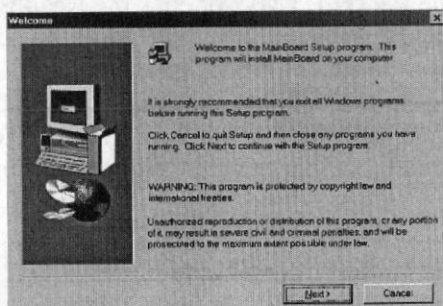 Welcome
Welcome to the MainBoard Setup program. This
program will install MainBoard on your computer
It is strongly recommended that you exit all Windows programs
before running this Setup program.
Click Cancel to quit Setup and then close any programs you have
running. Click Next to continue with the Setup program.
WARNING: This program is protected by copyright law and
international treaties.
Unauthorized reproduction or distribution of this program, or any portion
of it, may result in severe civil and criminal penalties, and will be
prosecuted to the maximum extent possible under law.
Next >
Cancel